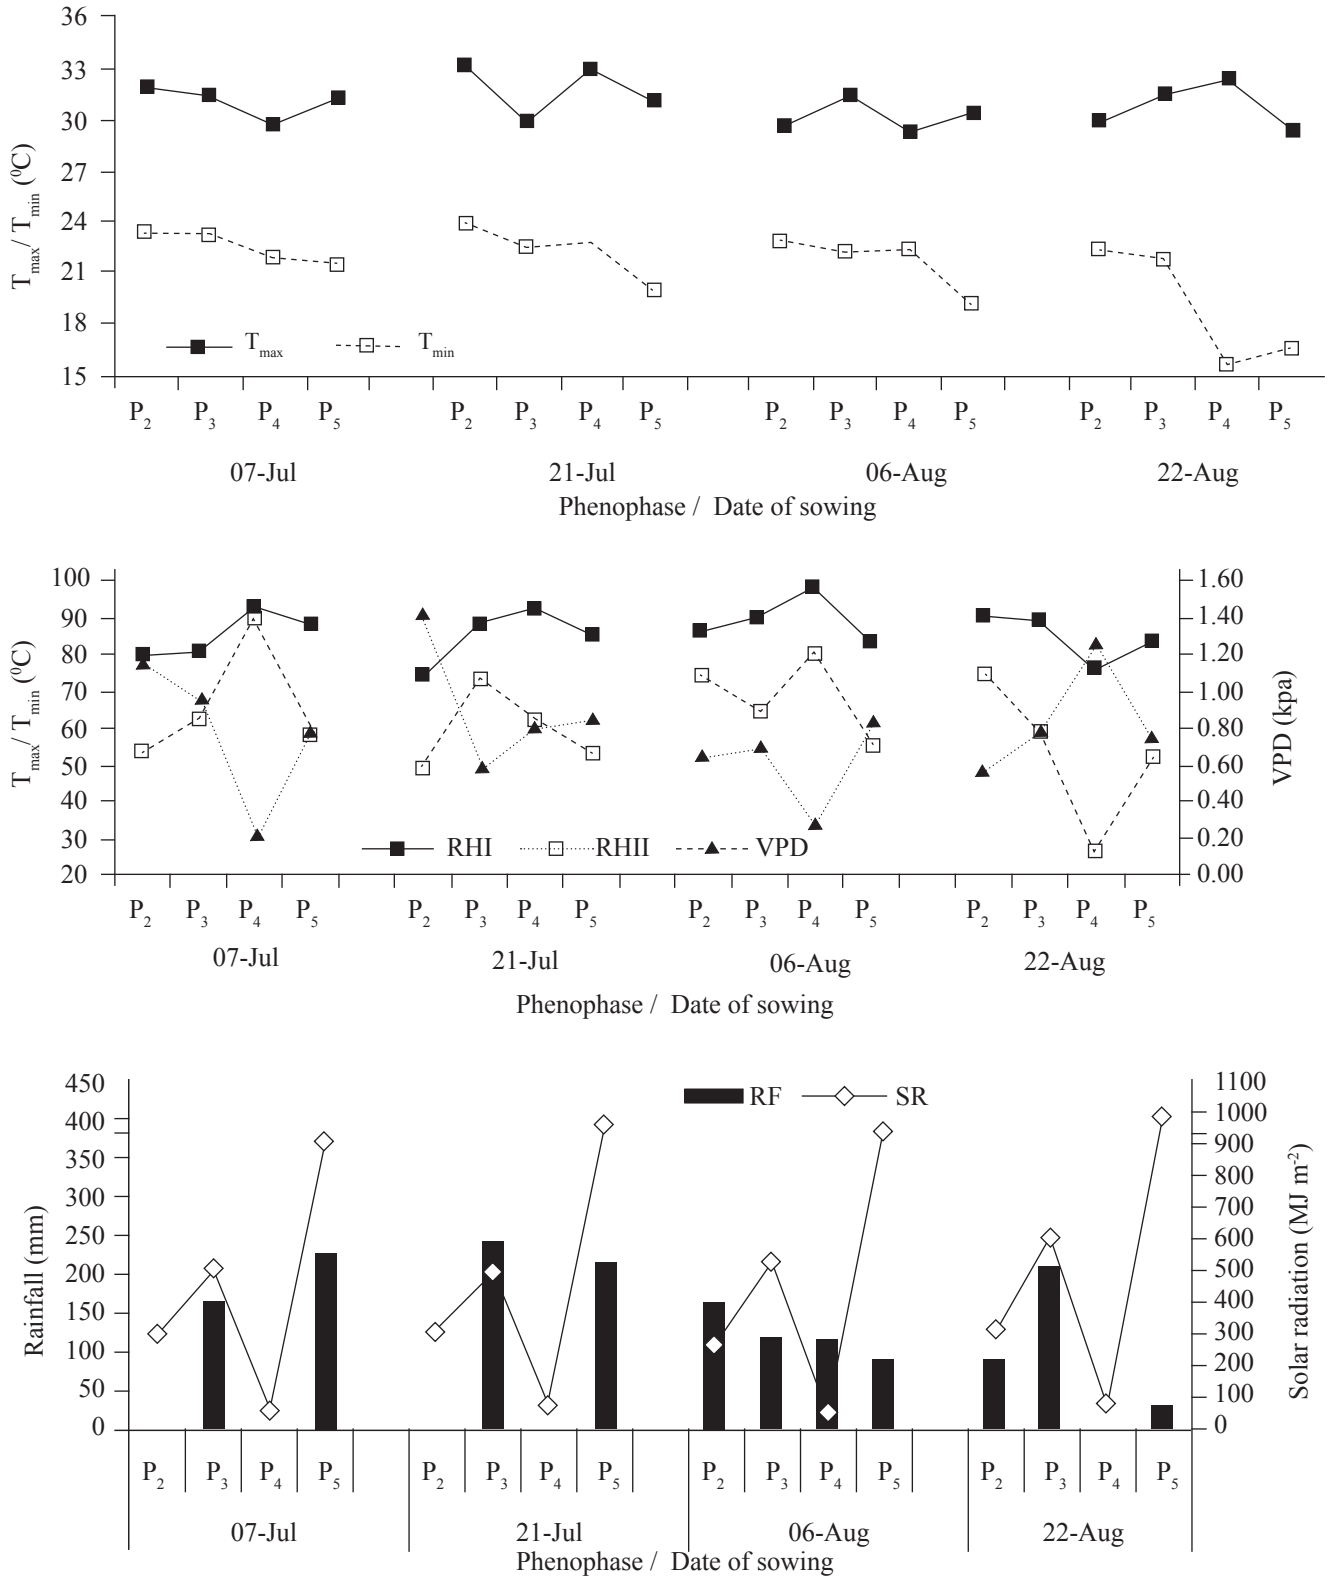 36
33
30
27
24
21
18
15
T_max/ T_min (⁰C)
T_max T_min
P₂ P₃ P₄ P₅ P₂ P₃ P₄ P₅ P₂ P₃ P₄ P₅ P₂ P₃ P₄ P₅
07-Jul 21-Jul 06-Aug 22-Aug
Phenophase / Date of sowing
100
90
80
70
60
50
40
30
20
T_max/ T_min (⁰C)
1.60
1.40
1.20
1.00
0.80
0.60
0.40
0.20
0.00
VPD (kpa)
RHI RHII VPD
P₂ P₃ P₄ P₅ P₂ P₃ P₄ P₅ P₂ P₃ P₄ P₅ P₂ P₃ P₄ P₅
07-Jul 21-Jul 06-Aug 22-Aug
Phenophase / Date of sowing
450
400
350
300
250
200
150
100
50
0
Rainfall (mm)
RF SR
1100
1000
900
800
700
600
500
400
300
200
100
0
Solar radiation (MJ m⁻²)
P₂ P₃ P₄ P₅ P₂ P₃ P₄ P₅ P₂ P₃ P₄ P₅ P₂ P₃ P₄ P₅
07-Jul 21-Jul 06-Aug 22-Aug
Phenophase / Date of sowing